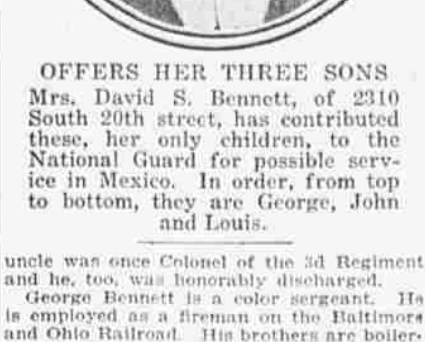 OFFERS HER THREE SONS
Mrs. David S. Bennett, of 2310
South 20th street, has contributed
these, her only children, to the
National Guard for possible serv-
ice in Mexico. In order, from top
to bottom, they are George, John
and Louis.
uncle was once Colonel of the 3d Regiment
and he, too, was honorably discharged.
George Bennett is a color sergeant. He
is employed as a fireman on the Baltimore
and Ohio Railroad. His brothers are boiler-